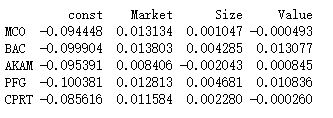 const Market Size Value
MCO -0.094448 0.013134 0.001047 -0.000493
BAC -0.099904 0.013803 0.004285 0.013077
AKAM -0.095391 0.008406 -0.002043 0.000845
PFG -0.100381 0.012813 0.004681 0.010836
CPRT -0.085616 0.011584 0.002280 -0.000260